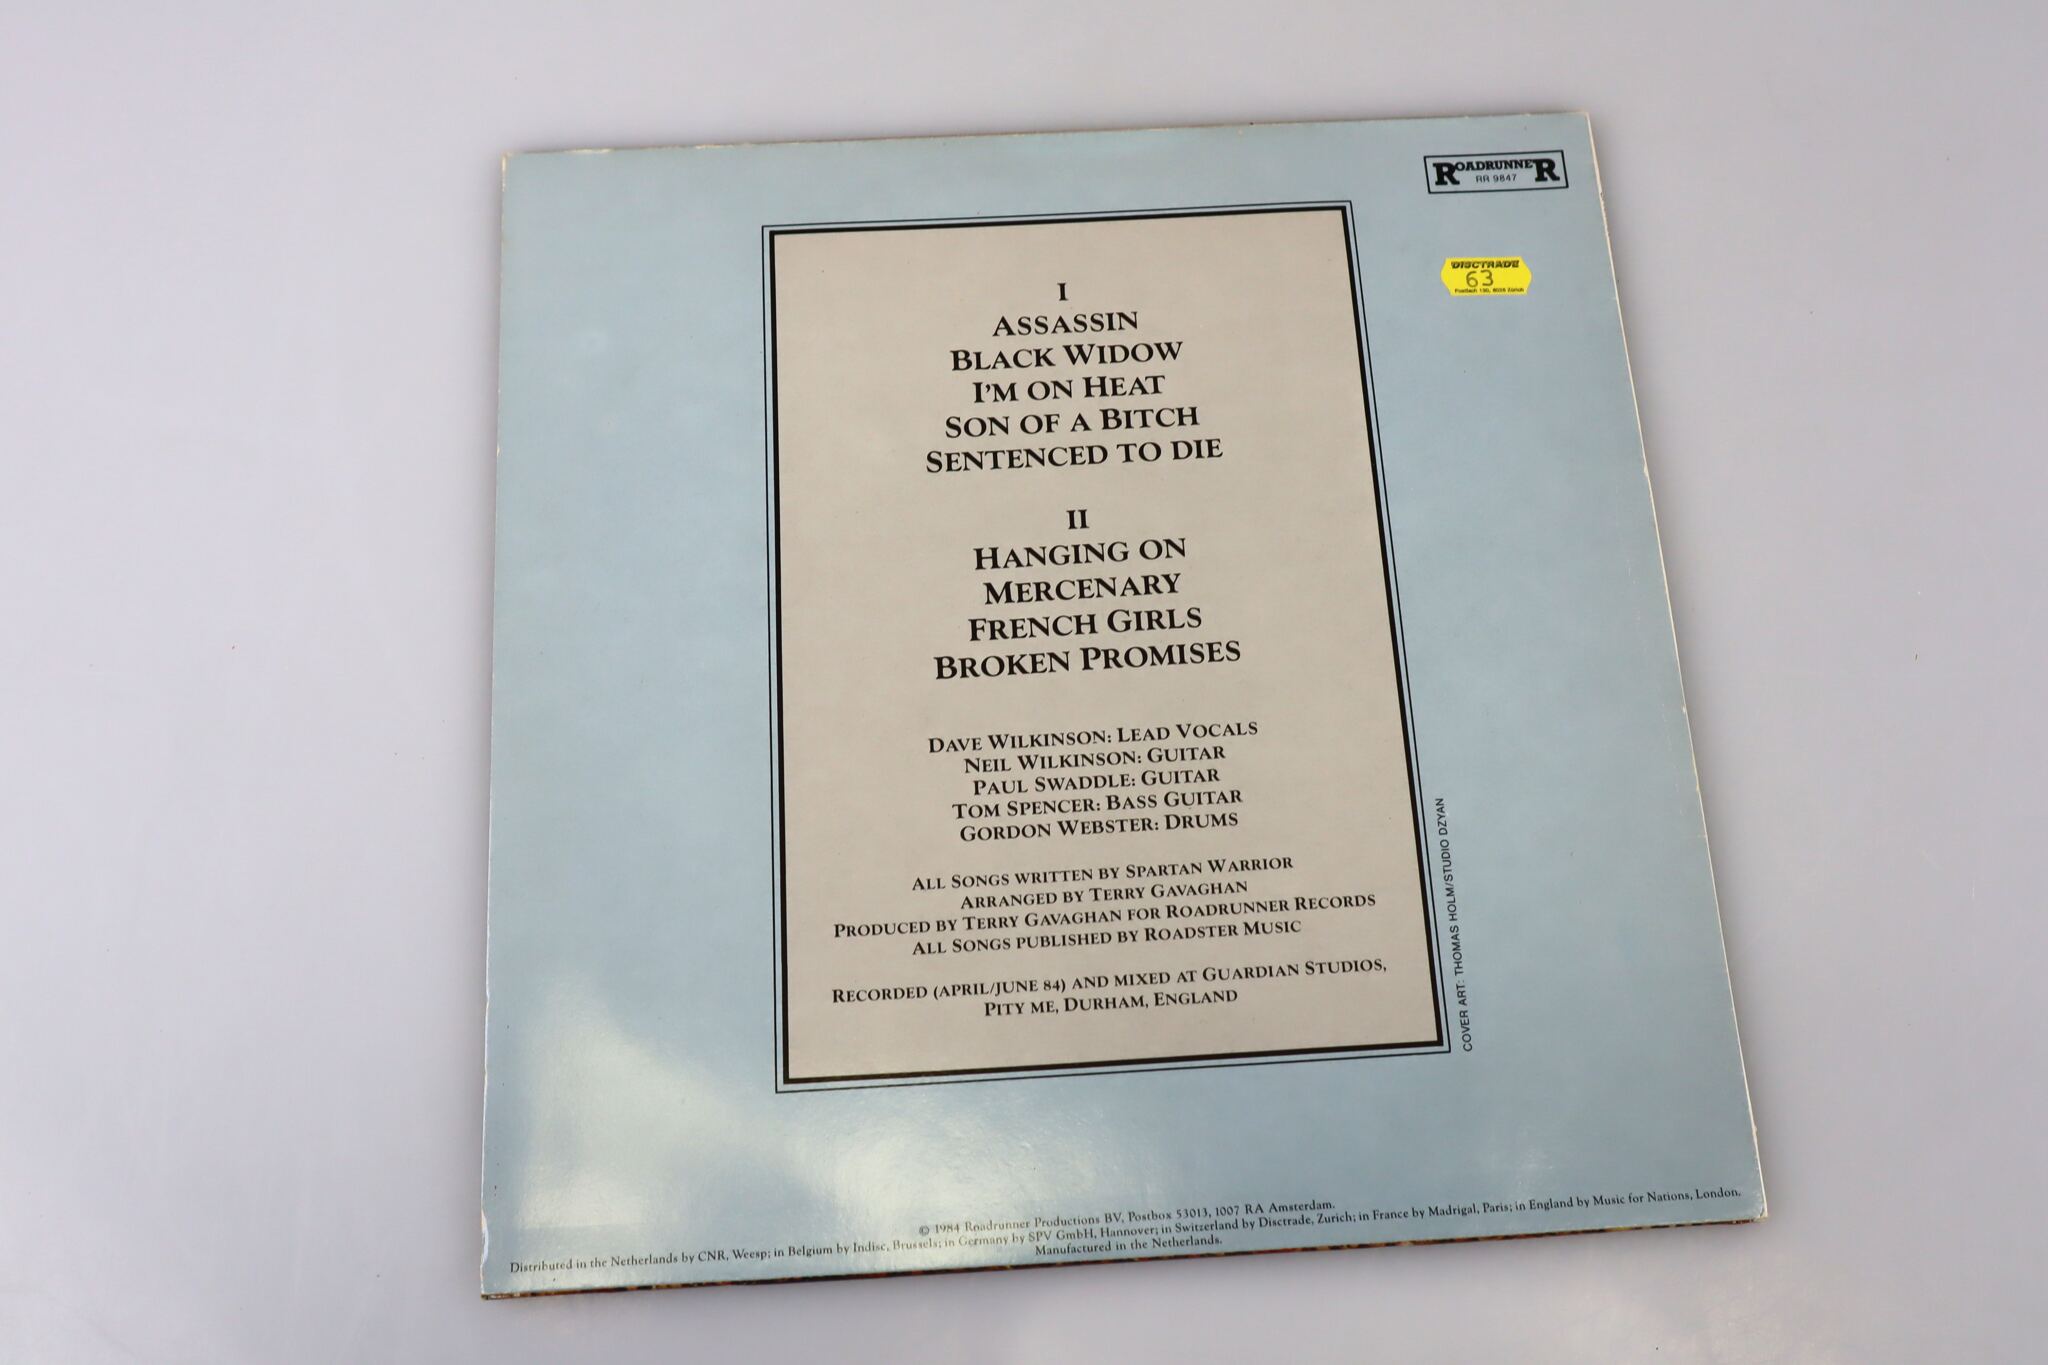 ROADRUNNER
RR 9847
DISCTRADE
63
Postfach 130, 8026 Zürich
I
ASSASSIN
BLACK WIDOW
I'M ON HEAT
SON OF A BITCH
SENTENCED TO DIE
II
HANGING ON
MERCENARY
FRENCH GIRLS
BROKEN PROMISES
DAVE WILKINSON: LEAD VOCALS
NEIL WILKINSON: GUITAR
PAUL SWADDLE: GUITAR
TOM SPENCER: BASS GUITAR
GORDON WEBSTER: DRUMS
ALL SONGS WRITTEN BY SPARTAN WARRIOR
ARRANGED BY TERRY GAVAGHAN
PRODUCED BY TERRY GAVAGHAN FOR ROADRUNNER RECORDS
ALL SONGS PUBLISHED BY ROADSTER MUSIC
RECORDED (APRIL/JUNE 84) AND MIXED AT GUARDIAN STUDIOS,
PITY ME, DURHAM, ENGLAND
COVER ART: THOMAS HOLM/STUDIO DZYAN
© 1984 Roadrunner Productions BV, Postbox 53013, 1007 RA Amsterdam.
Distributed in the Netherlands by CNR, Weesp; in Belgium by Indisc, Brussels; in Germany by SPV GmbH, Hannover; in Switzerland by Disctrade, Zurich; in France by Madrigal, Paris; in England by Music for Nations, London.
Manufactured in the Netherlands.